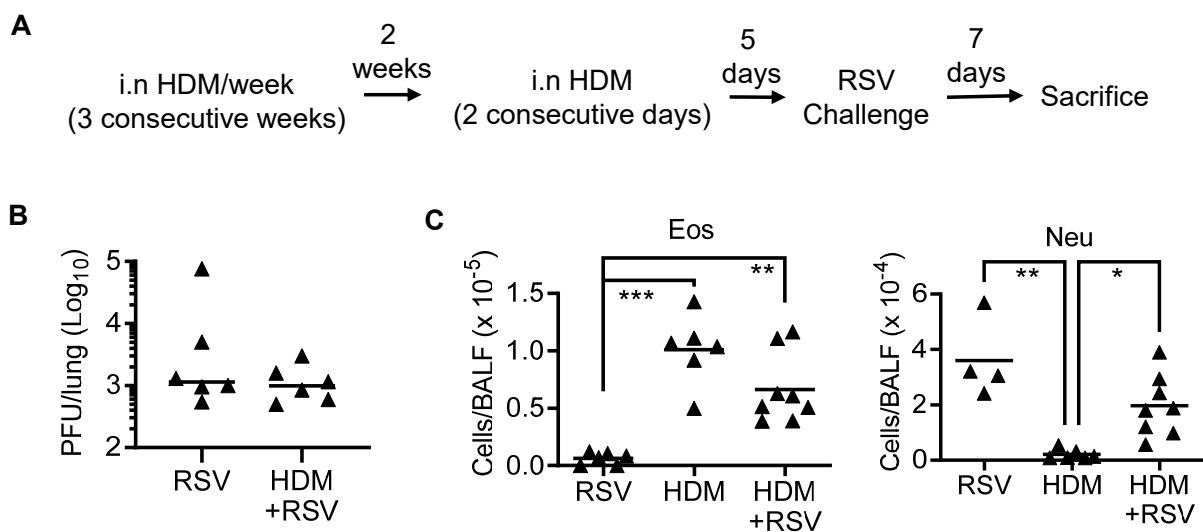 A
i.n HDM/week
(3 consecutive weeks)
2
weeks
i.n HDM
(2 consecutive days)
5
days
RSV
Challenge
7
days
Sacrifice
B
PFU/lung (Log10)
5
4
3
2
RSV
HDM
+RSV
C
Eos
Cells/BALF (x 10-5)
***
**
1.5
1.0
0.5
0.0
RSV
HDM
HDM
+RSV
Neu
Cells/BALF (x 10-4)
**
*
6
4
2
0
RSV
HDM
HDM
+RSV